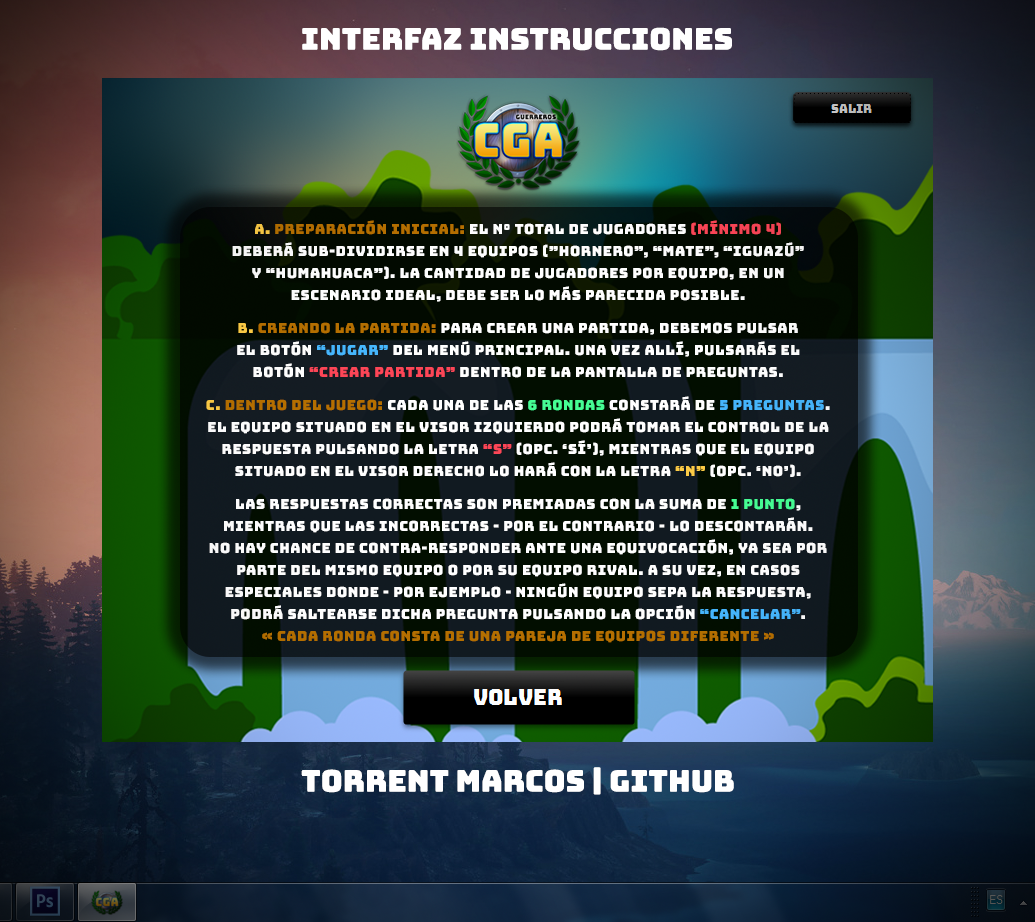 INTERFAZ INSTRUCCIONES
SALIR
GUERREROS
CGA
A. PREPARACIÓN INICIAL: EL Nº TOTAL DE JUGADORES (MÍNIMO 4)
DEBERÁ SUB-DIVIDIRSE EN 4 EQUIPOS ("HORNERO”, “MATE”, “IGUAZÚ”
Y “HUMAHUACA”). LA CANTIDAD DE JUGADORES POR EQUIPO, EN UN
ESCENARIO IDEAL, DEBE SER LO MÁS PARECIDA POSIBLE.
B. CREANDO LA PARTIDA: PARA CREAR UNA PARTIDA, DEBEMOS PULSAR
EL BOTÓN “JUGAR” DEL MENÚ PRINCIPAL. UNA VEZ ALLÍ, PULSARÁS EL
BOTÓN “CREAR PARTIDA” DENTRO DE LA PANTALLA DE PREGUNTAS.
C. DENTRO DEL JUEGO: CADA UNA DE LAS 6 RONDAS CONSTARÁ DE 5 PREGUNTAS.
EL EQUIPO SITUADO EN EL VISOR IZQUIERDO PODRÁ TOMAR EL CONTROL DE LA
RESPUESTA PULSANDO LA LETRA “S” (OPC. ‘SÍ’), MIENTRAS QUE EL EQUIPO
SITUADO EN EL VISOR DERECHO LO HARÁ CON LA LETRA “N” (OPC. ‘NO’).
LAS RESPUESTAS CORRECTAS SON PREMIADAS CON LA SUMA DE 1 PUNTO,
MIENTRAS QUE LAS INCORRECTAS - POR EL CONTRARIO - LO DESCONTARÁN.
NO HAY CHANCE DE CONTRA-RESPONDER ANTE UNA EQUIVOCACIÓN, YA SEA POR
PARTE DEL MISMO EQUIPO O POR SU EQUIPO RIVAL. A SU VEZ, EN CASOS
ESPECIALES DONDE - POR EJEMPLO - NINGÚN EQUIPO SEPA LA RESPUESTA,
PODRÁ SALTEARSE DICHA PREGUNTA PULSANDO LA OPCIÓN “CANCELAR”.
« CADA RONDA CONSTA DE UNA PAREJA DE EQUIPOS DIFERENTE »
VOLVER
TORRENT MARCOS | GITHUB
Ps
CGA
ES